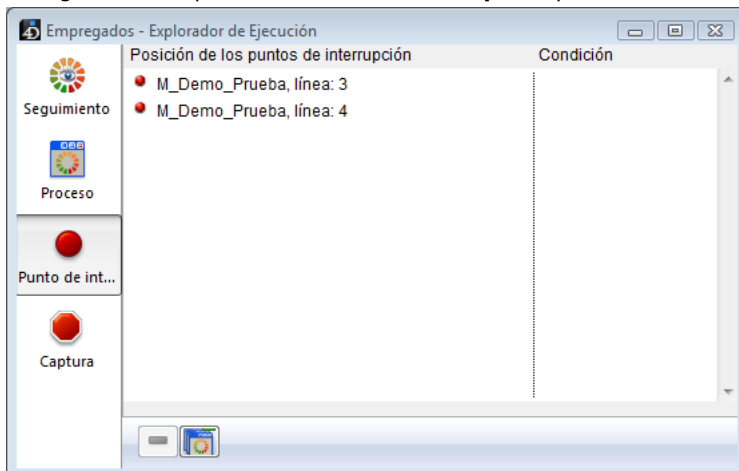 Empregados - Explorador de Ejecución
Posición de los puntos de interrupción
Condición
M_Demo_Prueba, línea: 3
M_Demo_Prueba, línea: 4
Seguimiento
Proceso
Punto de int...
Captura